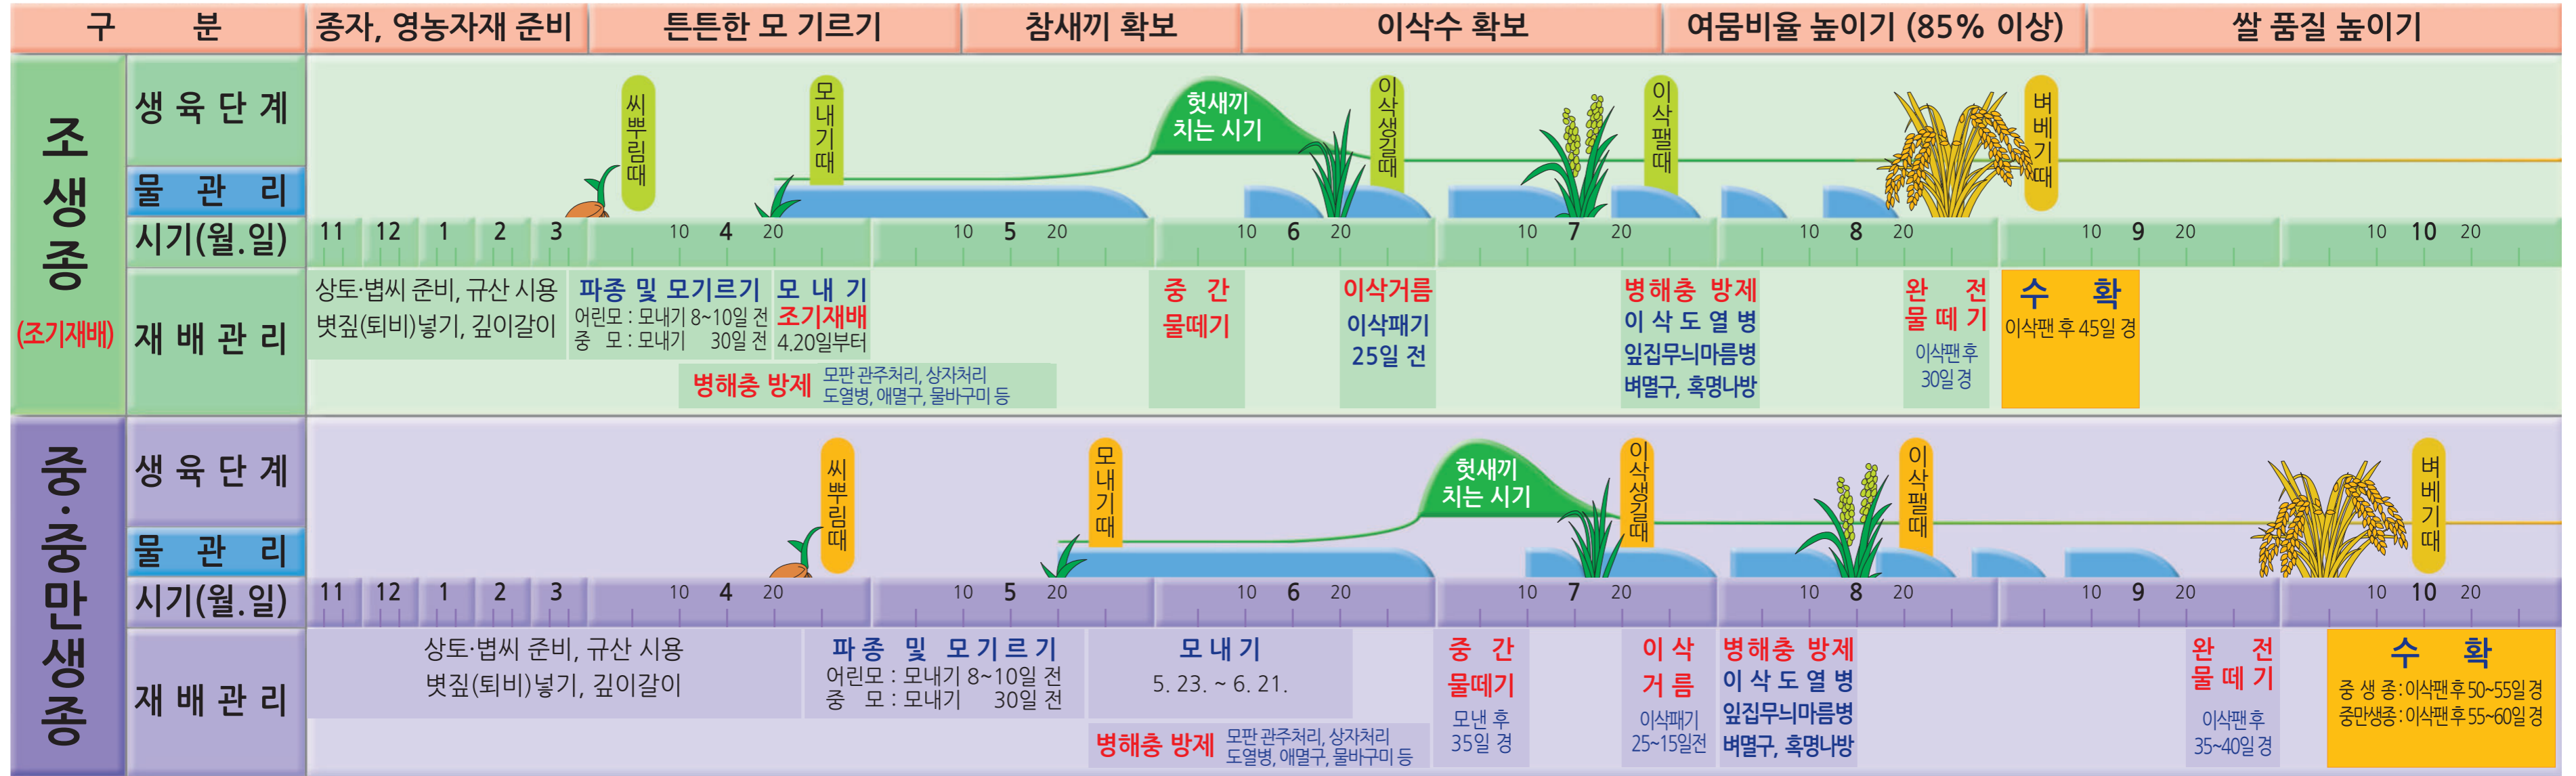 구 분 종자, 영농자재 준비 튼튼한 모 기르기 참새끼 확보 이삭수 확보 여뭄비율 높이기 (85% 이상) 쌀 품질 높이기
조생종
(조기재배)
생 육 단 계
씨뿌림때
모내기때
헛새끼
치는 시기
이삭생길때
이삭팰때
벼베기때
물 관 리
시기(월.일) 11 12 1 2 3 10 4 20 10 5 20 10 6 20 10 7 20 10 8 20 10 9 20 10 10 20
재 배 관 리
상토·볍씨 준비, 규산 시용
볏짚(퇴비)넣기, 깊이갈이
파종 및 모기르기
어린모 : 모내기 8~10일 전
중 모 : 모내기 30일 전
모 내 기
조기재배
4.20일부터
병해충 방제
모판 관주처리, 상자처리
도열병, 애멸구, 물바구미 등
중 간
물떼기
이삭거름
이삭패기
25일 전
병해충 방제
이 삭 도 열 병
잎집무늬마름병
벼멸구, 혹명나방
완 전
물 떼 기
이삭팬 후
30일 경
수 확
이삭팬 후 45일 경
중·중만생종
생 육 단 계
씨뿌림때
모내기때
헛새끼
치는 시기
이삭생길때
이삭팰때
벼베기때
물 관 리
시기(월.일) 11 12 1 2 3 10 4 20 10 5 20 10 6 20 10 7 20 10 8 20 10 9 20 10 10 20
재 배 관 리
상토·볍씨 준비, 규산 시용
볏짚(퇴비)넣기, 깊이갈이
파종 및 모기르기
어린모 : 모내기 8~10일 전
중 모 : 모내기 30일 전
모 내 기
5. 23. ~ 6. 21.
병해충 방제
모판 관주처리, 상자처리
도열병, 애멸구, 물바구미 등
중 간
물떼기
모낸 후
35일 경
이 삭
거 름
이삭패기
25~15일전
병해충 방제
이 삭 도 열 병
잎집무늬마름병
벼멸구, 혹명나방
완 전
물 떼 기
이삭팬 후
35~40일 경
수 확
중 생 종 : 이삭팬 후 50~55일 경
중만생종 : 이삭팬 후 55~60일 경